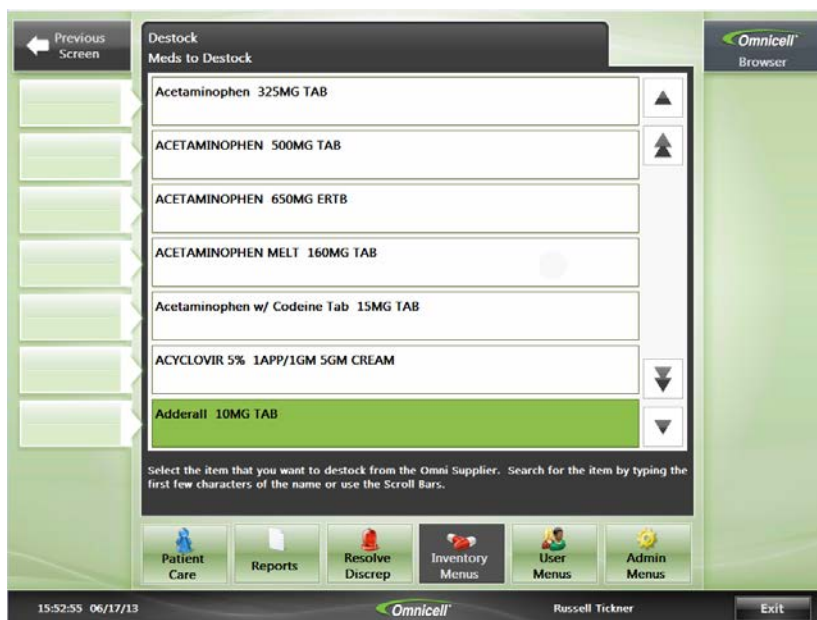 Previous
Screen
Destock
Meds to Destock
Omnicell
Browser
Acetaminophen 325MG TAB
ACETAMINOPHEN 500MG TAB
ACETAMINOPHEN 650MG ERTB
ACETAMINOPHEN MELT 160MG TAB
Acetaminophen w/ Codeine Tab 15MG TAB
ACYCLOVIR 5% 1APP/1GM 5GM CREAM
Adderall 10MG TAB
Select the item that you want to destock from the Omni Supplier. Search for the item by typing the
first few characters of the name or use the Scroll Bars.
Patient
Care
Reports
Resolve
Discrep
Inventory
Menus
User
Menus
Admin
Menus
15:52:55 06/17/13
Omnicell
Russell Tickner
Exit